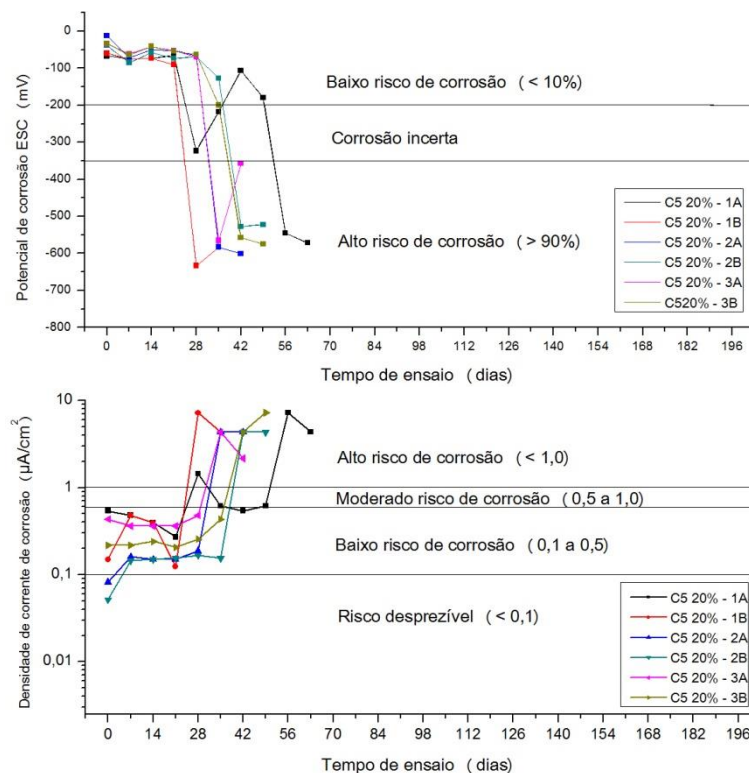 0
-100
-200
-300
-400
-500
-600
-700
-800
Potencial de corrosão ESC (mV)
Baixo risco de corrosão (< 10%)
Corrosão incerta
Alto risco de corrosão (> 90%)
C5 20% - 1A
C5 20% - 1B
C5 20% - 2A
C5 20% - 2B
C5 20% - 3A
C520% - 3B
0 14 28 42 56 70 84 98 112 126 140 154 168 182 196
Tempo de ensaio (dias)
10
1
0,1
0,01
Densidade de corrente de corrosão (µA/cm²)
Alto risco de corrosão (< 1,0)
Moderado risco de corrosão (0,5 a 1,0)
Baixo risco de corrosão (0,1 a 0,5)
Risco desprezível (< 0,1)
C5 20% - 1A
C5 20% - 1B
C5 20% - 2A
C5 20% - 2B
C5 20% - 3A
C5 20% - 3B
0 14 28 42 56 70 84 98 112 126 140 154 168 182 196
Tempo de ensaio (dias)